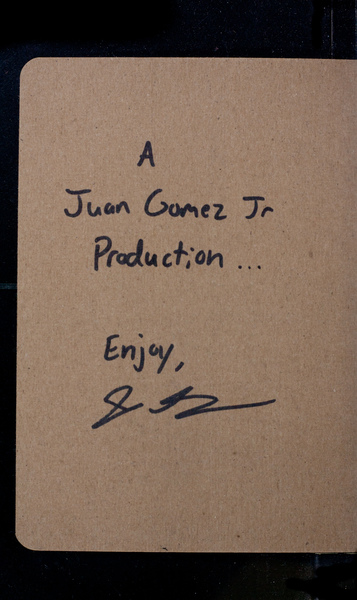 A
Juan Gomez Jr
Production ...
Enjoy,